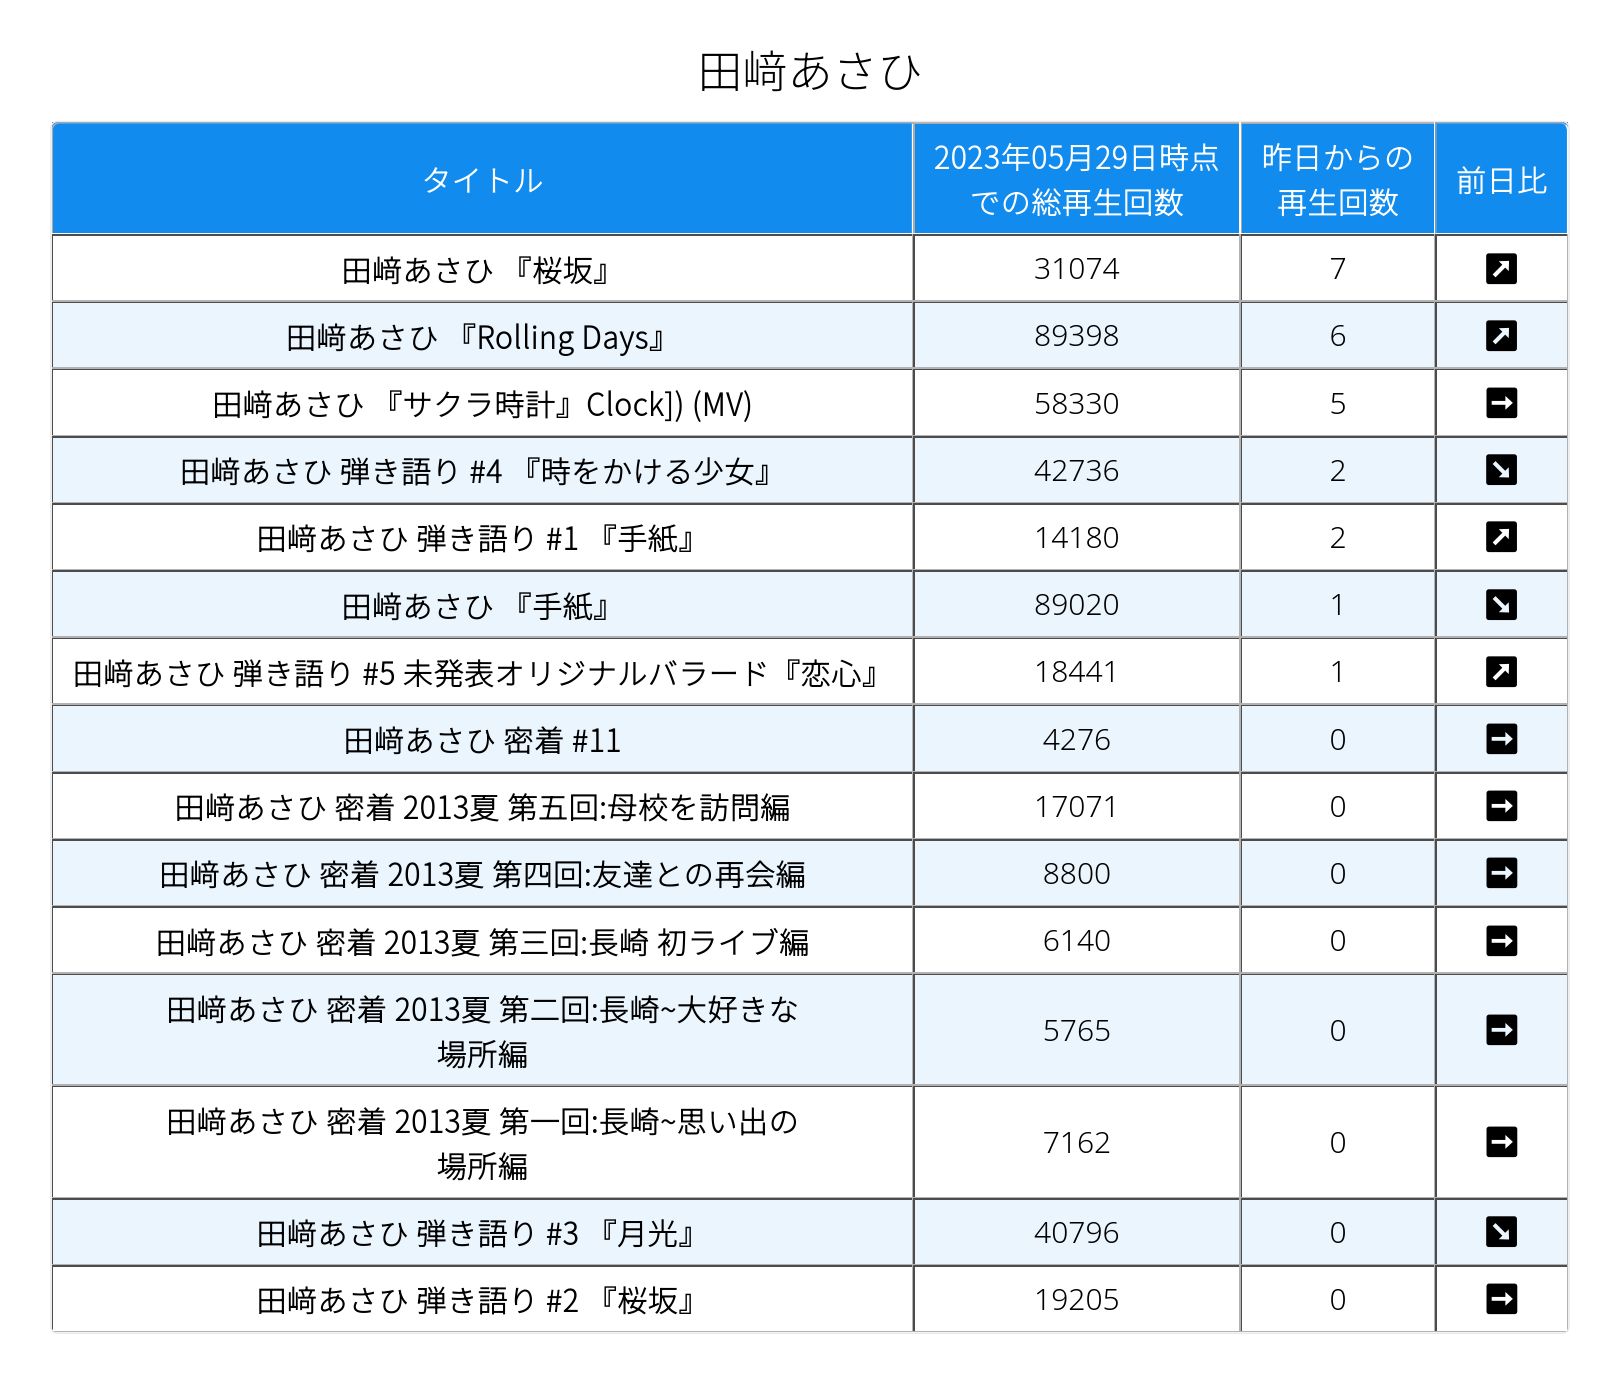 田﨑あさひ
タイトル
2023年05月29日時点
での総再生回数
昨日からの
再生回数
前日比
田﨑あさひ 『桜坂』 31074 7 ↗
田﨑あさひ 『Rolling Days』 89398 6 ↗
田﨑あさひ 『サクラ時計』Clock]) (MV) 58330 5 →
田﨑あさひ 弾き語り #4 『時をかける少女』 42736 2 ↘
田﨑あさひ 弾き語り #1 『手紙』 14180 2 ↗
田﨑あさひ 『手紙』 89020 1 ↘
田﨑あさひ 弾き語り #5 未発表オリジナルバラード『恋心』 18441 1 ↗
田﨑あさひ 密着 #11 4276 0 →
田﨑あさひ 密着 2013夏 第五回:母校を訪問編 17071 0 →
田﨑あさひ 密着 2013夏 第四回:友達との再会編 8800 0 →
田﨑あさひ 密着 2013夏 第三回:長崎 初ライブ編 6140 0 →
田﨑あさひ 密着 2013夏 第二回:長崎~大好きな
場所編 5765 0 →
田﨑あさひ 密着 2013夏 第一回:長崎~思い出の
場所編 7162 0 →
田﨑あさひ 弾き語り #3 『月光』 40796 0 ↘
田﨑あさひ 弾き語り #2 『桜坂』 19205 0 →